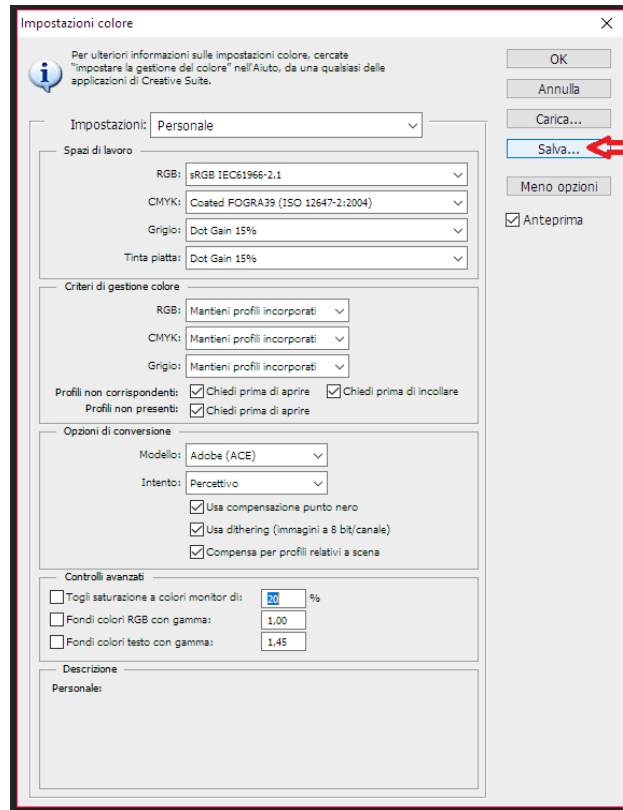 Impostazioni colore
Per ulteriori informazioni sulle impostazioni colore, cercate
"impostare la gestione del colore" nell'Aiuto, da una qualsiasi delle
applicazioni di Creative Suite.
OK
Annulla
Carica...
Salva...
Meno opzioni
Anteprima
Impostazioni: Personale
Spazi di lavoro
RGB: sRGB IEC61966-2.1
CMYK: Coated FOGRA39 (ISO 12647-2:2004)
Grigio: Dot Gain 15%
Tinta piatta: Dot Gain 15%
Criteri di gestione colore
RGB: Mantieni profili incorporati
CMYK: Mantieni profili incorporati
Grigio: Mantieni profili incorporati
Profili non corrispondenti: Chiedi prima di aprire Chiedi prima di incollare
Profili non presenti: Chiedi prima di aprire
Opzioni di conversione
Modello: Adobe (ACE)
Intento: Percettivo
Usa compensazione punto nero
Usa dithering (immagini a 8 bit/canale)
Compensa per profili relativi a scena
Controlli avanzati
Togli saturazione a colori monitor di: 20 %
Fondi colori RGB con gamma: 1,00
Fondi colori testo con gamma: 1,45
Descrizione
Personale: